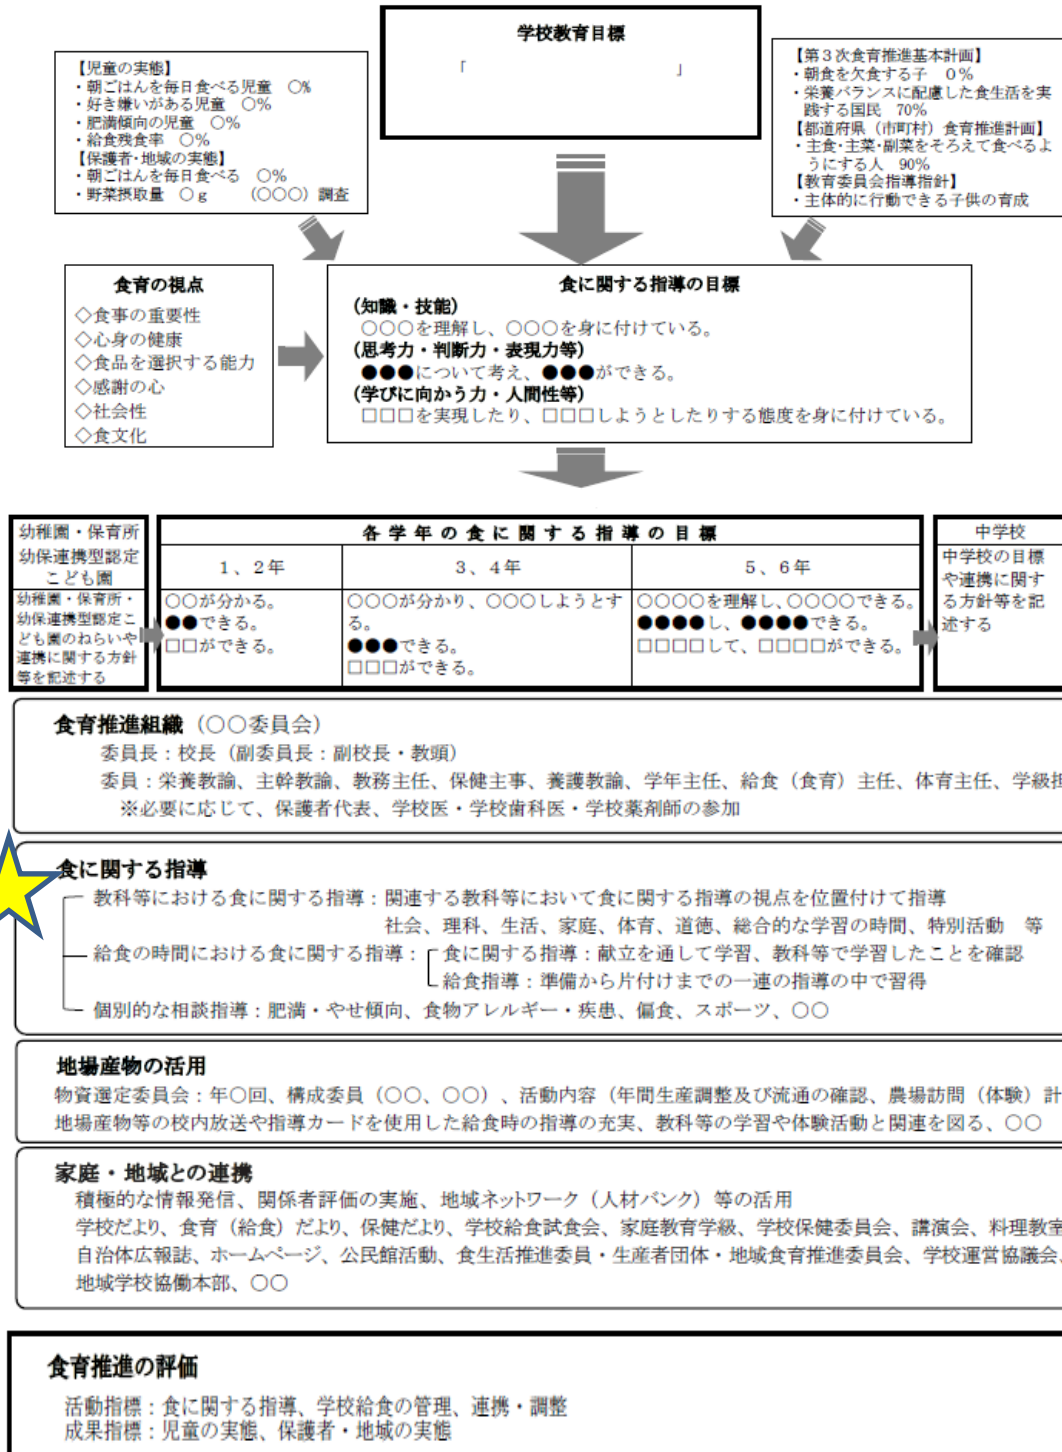 学校教育目標
「　　　　　　　　　」
【児童の実態】
・朝ごはんを毎日食べる児童　〇%
・好き嫌いがある児童　〇%
・肥満傾向の児童　〇%
・給食残食率　〇%
【保護者・地域の実態】
・朝ごはんを毎日食べる　〇%
・野菜摂取量　〇ｇ　（〇〇〇）調査
【第３次食育推進基本計画】
・朝食を欠食する子　０%
・栄養バランスに配慮した食生活を実
践する国民　70%
【都道府県（市町村）食育推進計画】
・主食・主菜・副菜をそろえて食べるよ
うにする人　90%
【教育委員会指導指針】
・主体的に行動できる子供の育成
食育の視点
◇食事の重要性
◇心身の健康
◇食品を選択する能力
◇感謝の心
◇社会性
◇食文化
食に関する指導の目標
（知識・技能）
〇〇〇を理解し、〇〇〇を身に付けている。
（思考力・判断力・表現力等）
●●●について考え、●●●ができる。
（学びに向かう力・人間性等）
□□□を実現したり、□□□しようとしたりする態度を身に付けている。
幼稚園・保育所
幼保連携型認定
こども園
幼稚園・保育所・
幼保連携型認定こ
ども園のねらいや
連携に関する方針
等を記述する
各学年の食に関する指導の目標
１、２年
３、４年
５、６年
〇〇が分かる。
●●できる。
□□ができる。
〇〇〇が分かり、〇〇〇しようとす
る。
●●●できる。
□□□ができる。
〇〇〇〇を理解し、〇〇〇〇できる。
●●●●し、●●●●できる。
□□□□して、□□□□ができる。
中学校
中学校の目標
や連携に関す
る方針等を記
述する
食育推進組織（〇〇委員会）
委員長：校長（副委員長：副校長・教頭）
委員：栄養教諭、主幹教諭、教務主任、保健主事、養護教諭、学年主任、給食（食育）主任、体育主任、学級担
※必要に応じて、保護者代表、学校医・学校歯科医・学校薬剤師の参加
食に関する指導
教科等における食に関する指導：関連する教科等において食に関する指導の視点を位置付けて指導
社会、理科、生活、家庭、体育、道徳、総合的な学習の時間、特別活動　等
給食の時間における食に関する指導：食に関する指導：献立を通して学習、教科等で学習したことを確認
給食指導：準備から片付けまでの一連の指導の中で習得
個別的な相談指導：肥満・やせ傾向、食物アレルギー・疾患、偏食、スポーツ、〇〇
地場産物の活用
物資選定委員会：年〇回、構成委員（〇〇、〇〇）、活動内容（年間生産調整及び流通の確認、農場訪問（体験）計
地場産物等の校内放送や指導カードを使用した給食時の指導の充実、教科等の学習や体験活動と関連を図る、〇〇
家庭・地域との連携
積極的な情報発信、関係者評価の実施、地域ネットワーク（人材バンク）等の活用
学校だより、食育（給食）だより、保健だより、学校給食試食会、家庭教育学級、学校保健委員会、講演会、料理教室
自治体広報誌、ホームページ、公民館活動、食生活推進委員・生産者団体・地域食育推進委員会、学校運営協議会、
地域学校協働本部、〇〇
食育推進の評価
活動指標：食に関する指導、学校給食の管理、連携・調整
成果指標：児童の実態、保護者・地域の実態